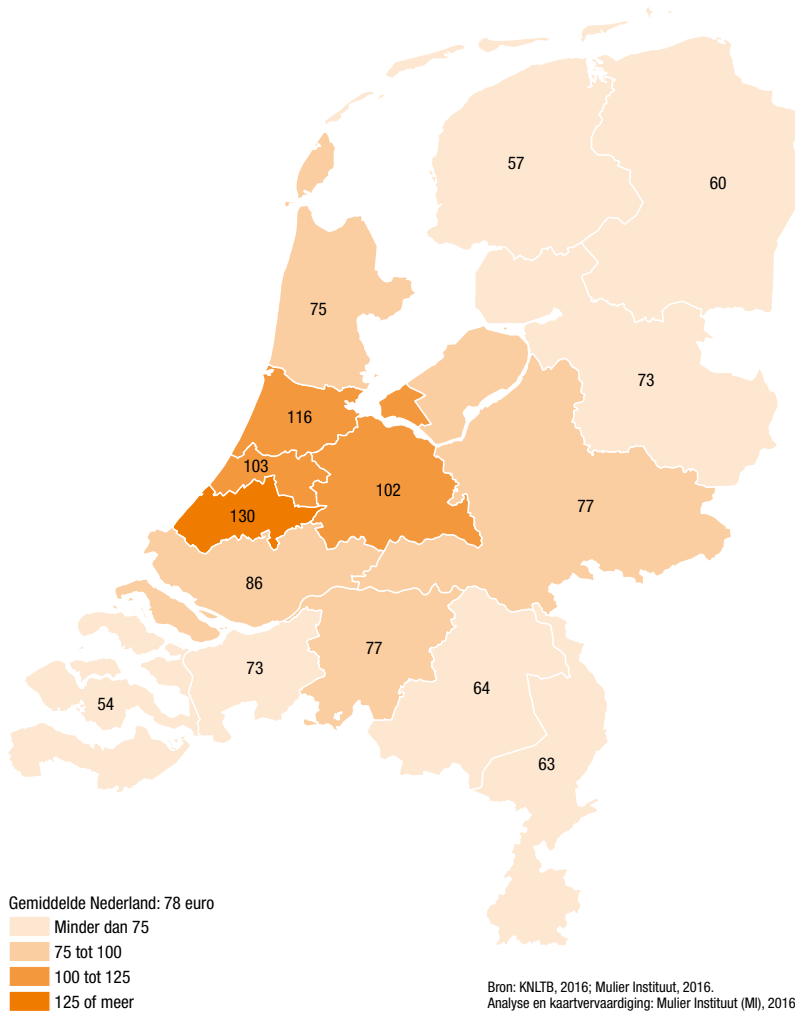 57
60
75
73
116
103
102
130
77
86
77
73
64
54
63
Gemiddelde Nederland: 78 euro
Minder dan 75
75 tot 100
100 tot 125
125 of meer
Bron: KNLTB, 2016; Mulier Instituut, 2016.
Analyse en kaartvervaardiging: Mulier Instituut (MI), 2016